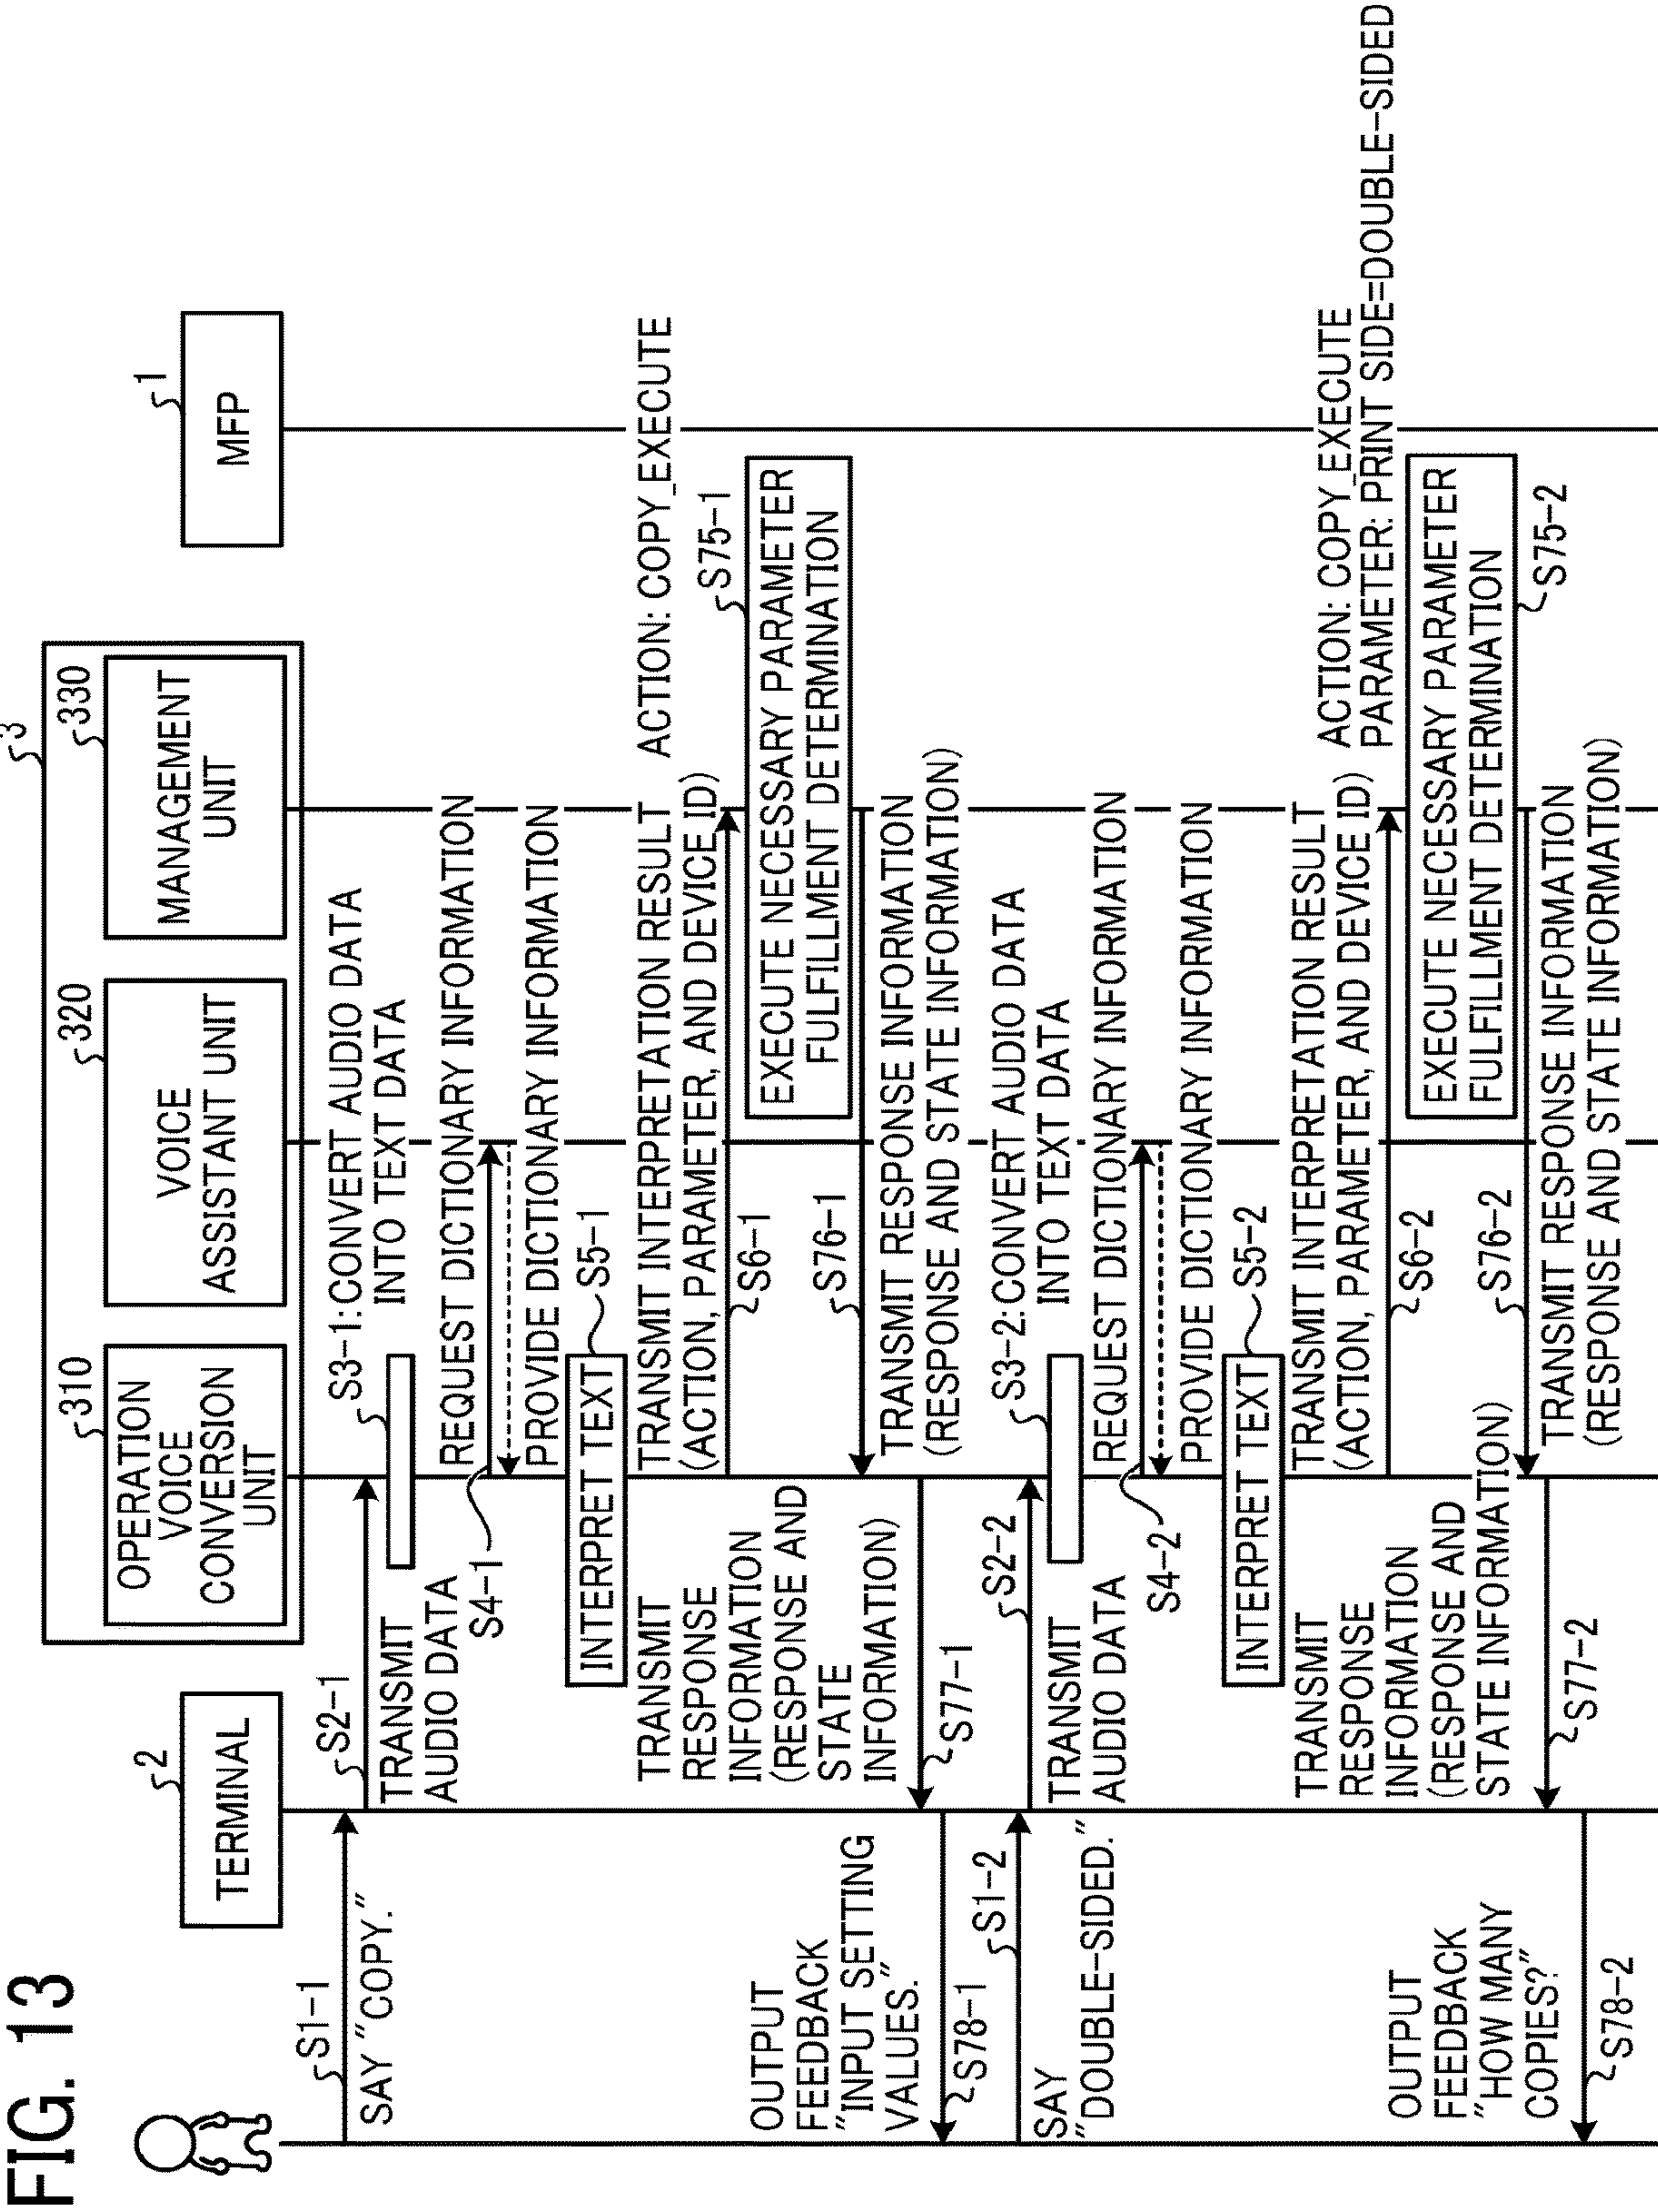 FIG. 13
3
310
320
330
2
1
TERMINAL
OPERATION
VOICE
CONVERSION
UNIT
VOICE
ASSISTANT UNIT
MANAGEMENT
UNIT
MFP
S1-1
SAY "COPY."
S2-1
TRANSMIT
AUDIO DATA
S3-1:CONVERT AUDIO DATA
INTO TEXT DATA
REQUEST DICTIONARY INFORMATION
S4-1
PROVIDE DICTIONARY INFORMATION
INTERPRET TEXT
S5-1
TRANSMIT INTERPRETATION RESULT
(ACTION, PARAMETER, AND DEVICE ID)
S6-1
ACTION: COPY_EXECUTE
S75-1
EXECUTE NECESSARY PARAMETER
FULFILLMENT DETERMINATION
S76-1
TRANSMIT RESPONSE INFORMATION
(RESPONSE AND STATE INFORMATION)
TRANSMIT
RESPONSE
INFORMATION
(RESPONSE AND
STATE
INFORMATION)
S77-1
OUTPUT
FEEDBACK
"INPUT SETTING
VALUES."
S78-1
S1-2
SAY
"DOUBLE-SIDED."
S2-2
TRANSMIT
AUDIO DATA
S3-2:CONVERT AUDIO DATA
INTO TEXT DATA
REQUEST DICTIONARY INFORMATION
S4-2
PROVIDE DICTIONARY INFORMATION
INTERPRET TEXT
S5-2
TRANSMIT INTERPRETATION RESULT
(ACTION, PARAMETER, AND DEVICE ID)
S6-2
ACTION: COPY_EXECUTE
PARAMETER: PRINT SIDE=DOUBLE-SIDED
EXECUTE NECESSARY PARAMETER
FULFILLMENT DETERMINATION
S75-2
S76-2
TRANSMIT RESPONSE INFORMATION
(RESPONSE AND STATE INFORMATION)
TRANSMIT
RESPONSE
INFORMATION
(RESPONSE AND
STATE INFORMATION)
S77-2
OUTPUT
FEEDBACK
"HOW MANY
COPIES?"
S78-2